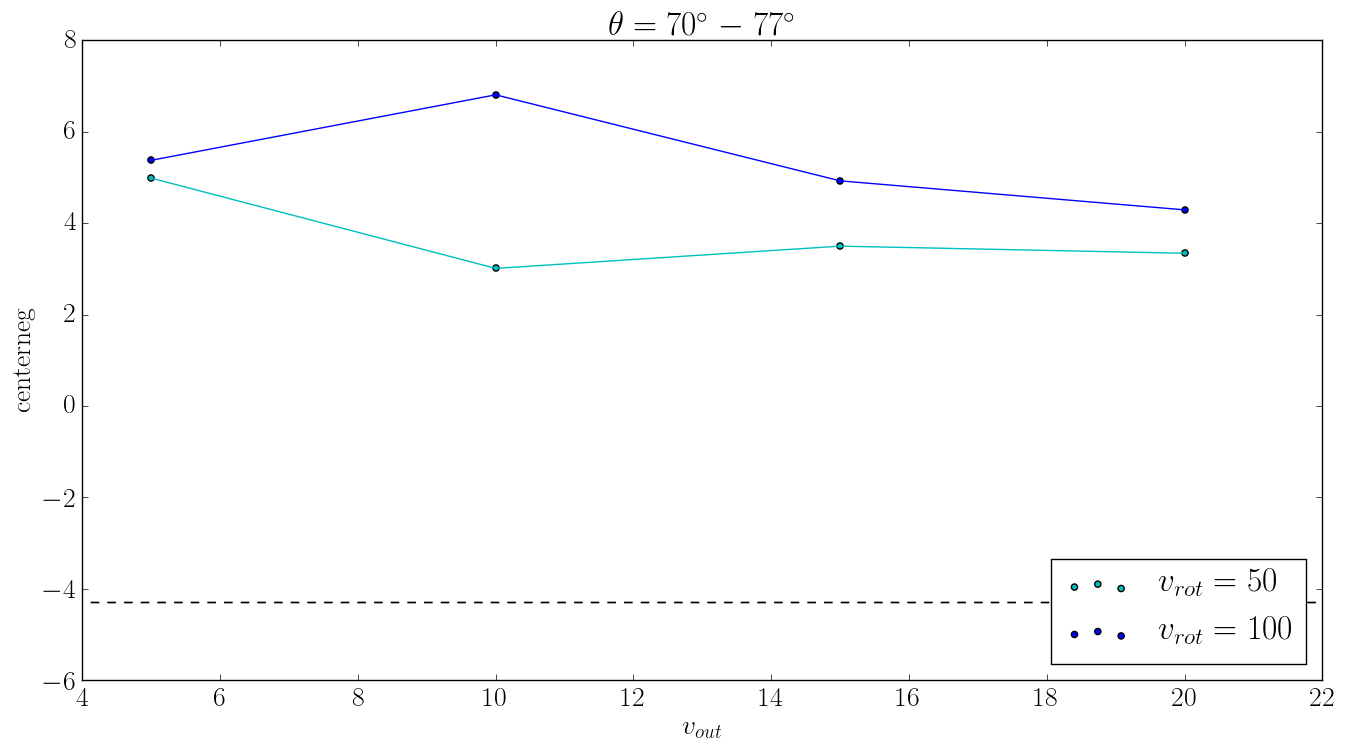 θ = 70° − 77°
8
6
4
2
0
−2
−4
−6
centerneg
4 6 8 10 12 14 16 18 20 22
v_out
v_rot = 50
v_rot = 100